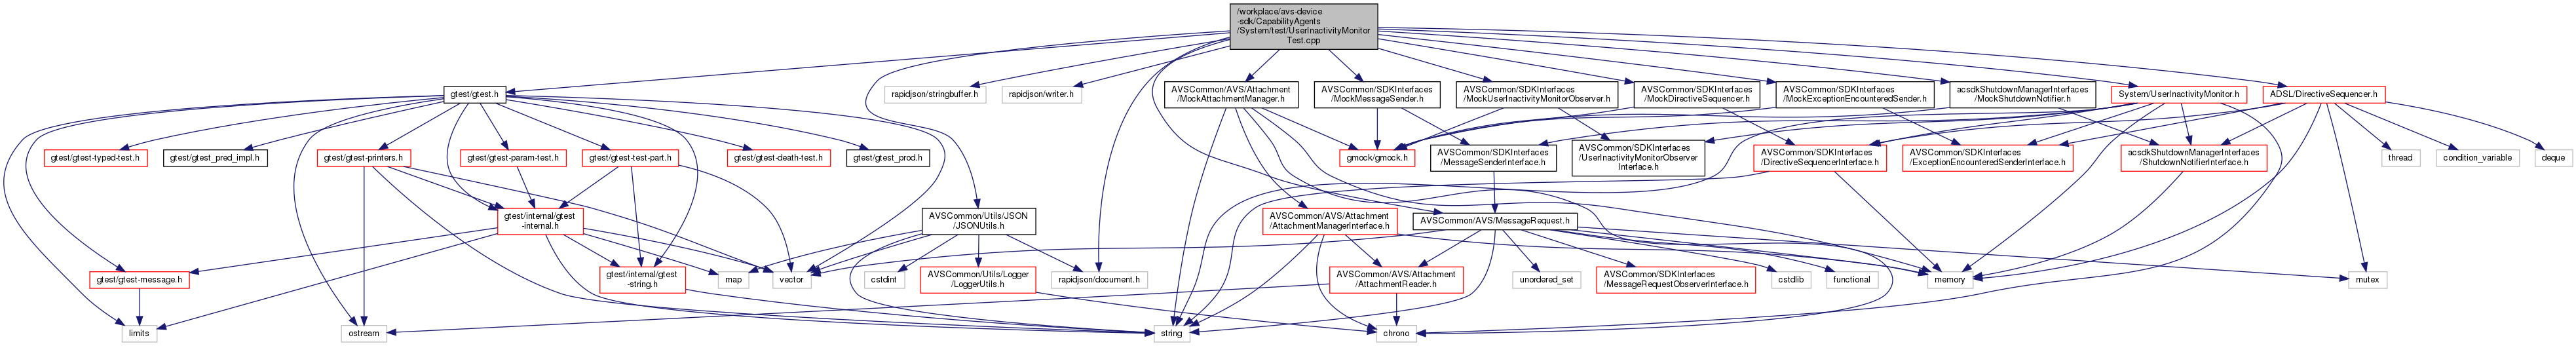 /workplace/avs-device
-sdk/CapabilityAgents
/System/test/UserInactivityMonitor
Test.cpp
gtest/gtest.h
rapidjson/stringbuffer.h
rapidjson/writer.h
AVSCommon/AVS/Attachment
/MockAttachmentManager.h
AVSCommon/SDKInterfaces
/MockMessageSender.h
AVSCommon/SDKInterfaces
/MockUserInactivityMonitorObserver.h
AVSCommon/SDKInterfaces
/MockDirectiveSequencer.h
AVSCommon/SDKInterfaces
/MockExceptionEncounteredSender.h
acsdkShutdownManagerInterfaces
/MockShutdownNotifier.h
System/UserInactivityMonitor.h
ADSL/DirectiveSequencer.h
gtest/gtest-typed-test.h
gtest/gtest_pred_impl.h
gtest/gtest-printers.h
gtest/gtest-param-test.h
gtest/gtest-test-part.h
gtest/gtest-death-test.h
gtest/gtest_prod.h
gmock/gmock.h
AVSCommon/SDKInterfaces
/MessageSenderInterface.h
AVSCommon/SDKInterfaces
/UserInactivityMonitorObserver
Interface.h
AVSCommon/SDKInterfaces
/DirectiveSequencerInterface.h
AVSCommon/SDKInterfaces
/ExceptionEncounteredSenderInterface.h
acsdkShutdownManagerInterfaces
/ShutdownNotifierInterface.h
thread
condition_variable
deque
gtest/internal/gtest
-internal.h
AVSCommon/Utils/JSON
/JSONUtils.h
AVSCommon/AVS/Attachment
/AttachmentManagerInterface.h
AVSCommon/AVS/MessageRequest.h
gtest/gtest-message.h
gtest/internal/gtest
-string.h
map
vector
cstdint
AVSCommon/Utils/Logger
/LoggerUtils.h
rapidjson/document.h
AVSCommon/AVS/Attachment
/AttachmentReader.h
unordered_set
AVSCommon/SDKInterfaces
/MessageRequestObserverInterface.h
cstdlib
functional
memory
mutex
limits
ostream
string
chrono